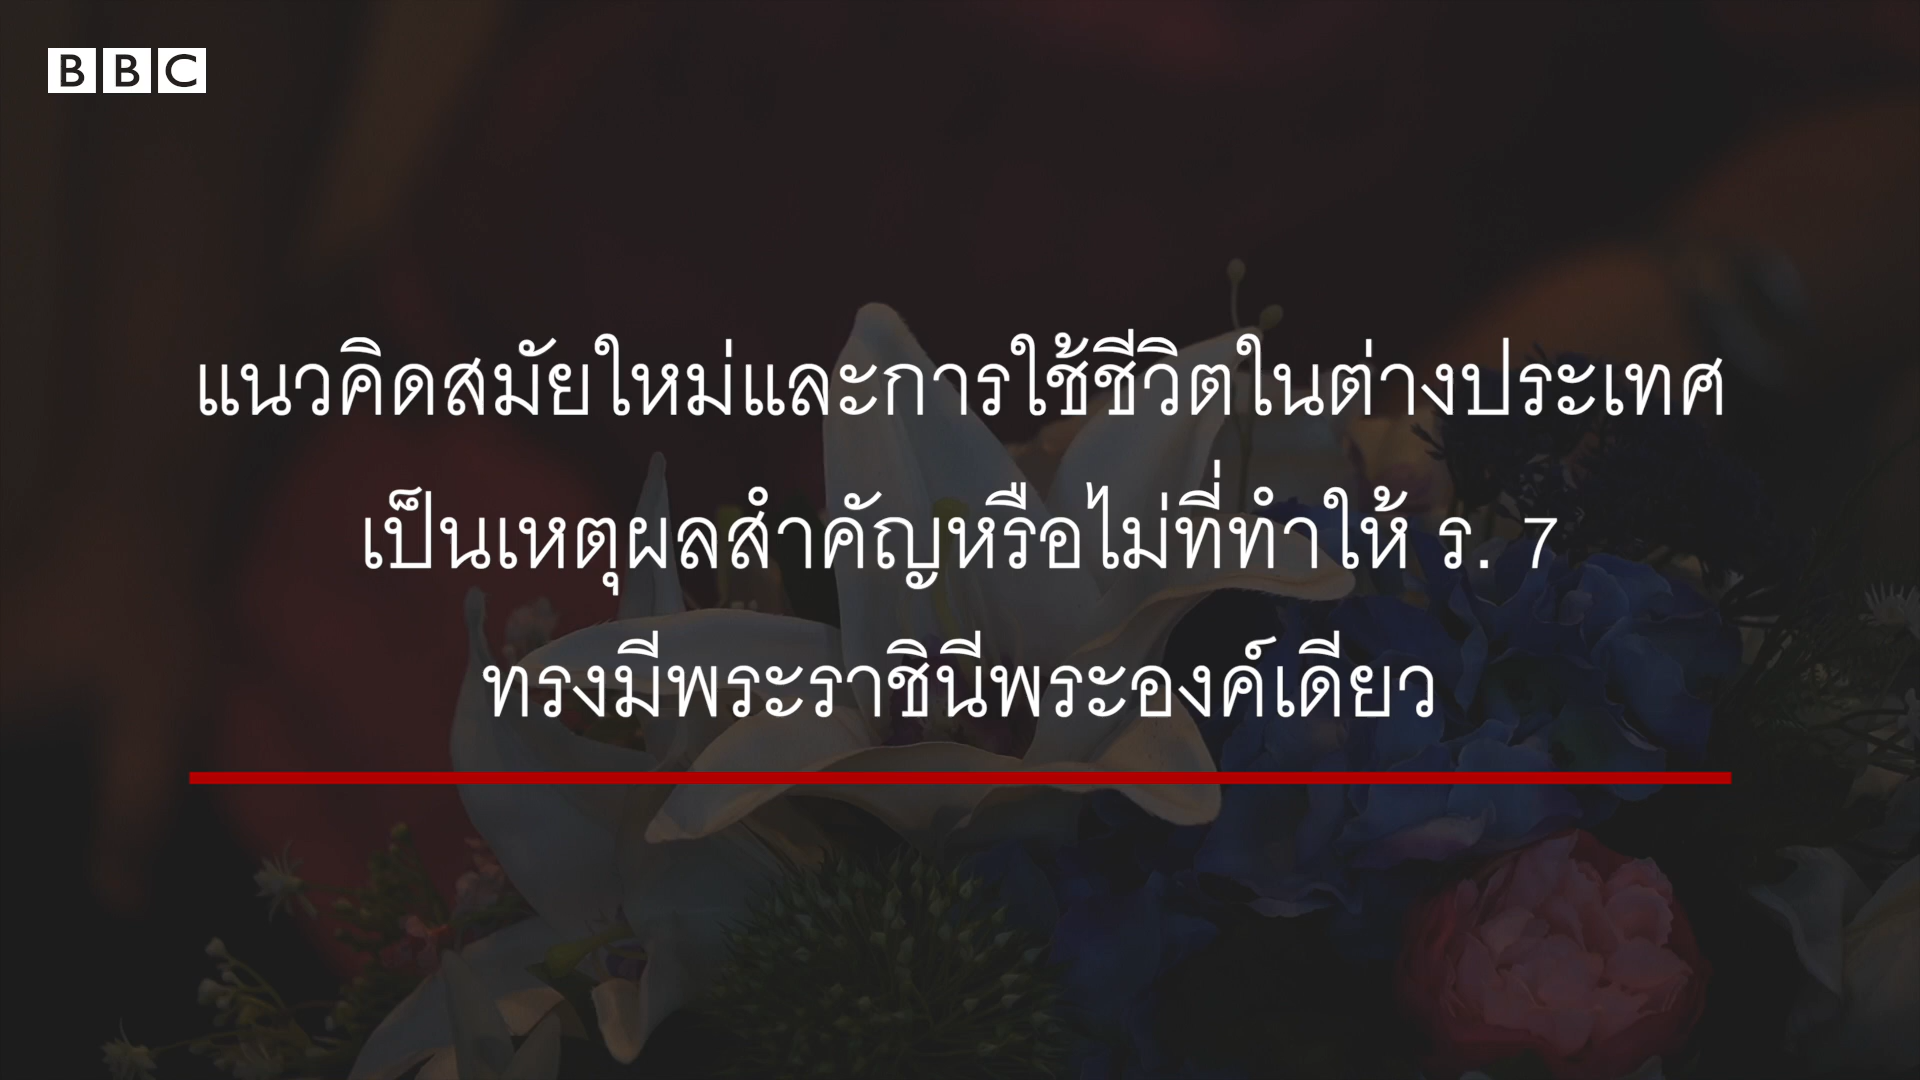 BBC
แนวคิดสมัยใหม่และการใช้ชีวิตในต่างประเทศ
เป็นเหตุผลสำคัญหรือไม่ที่ทำให้ ร. 7
ทรงมีพระราชินีพระองค์เดียว